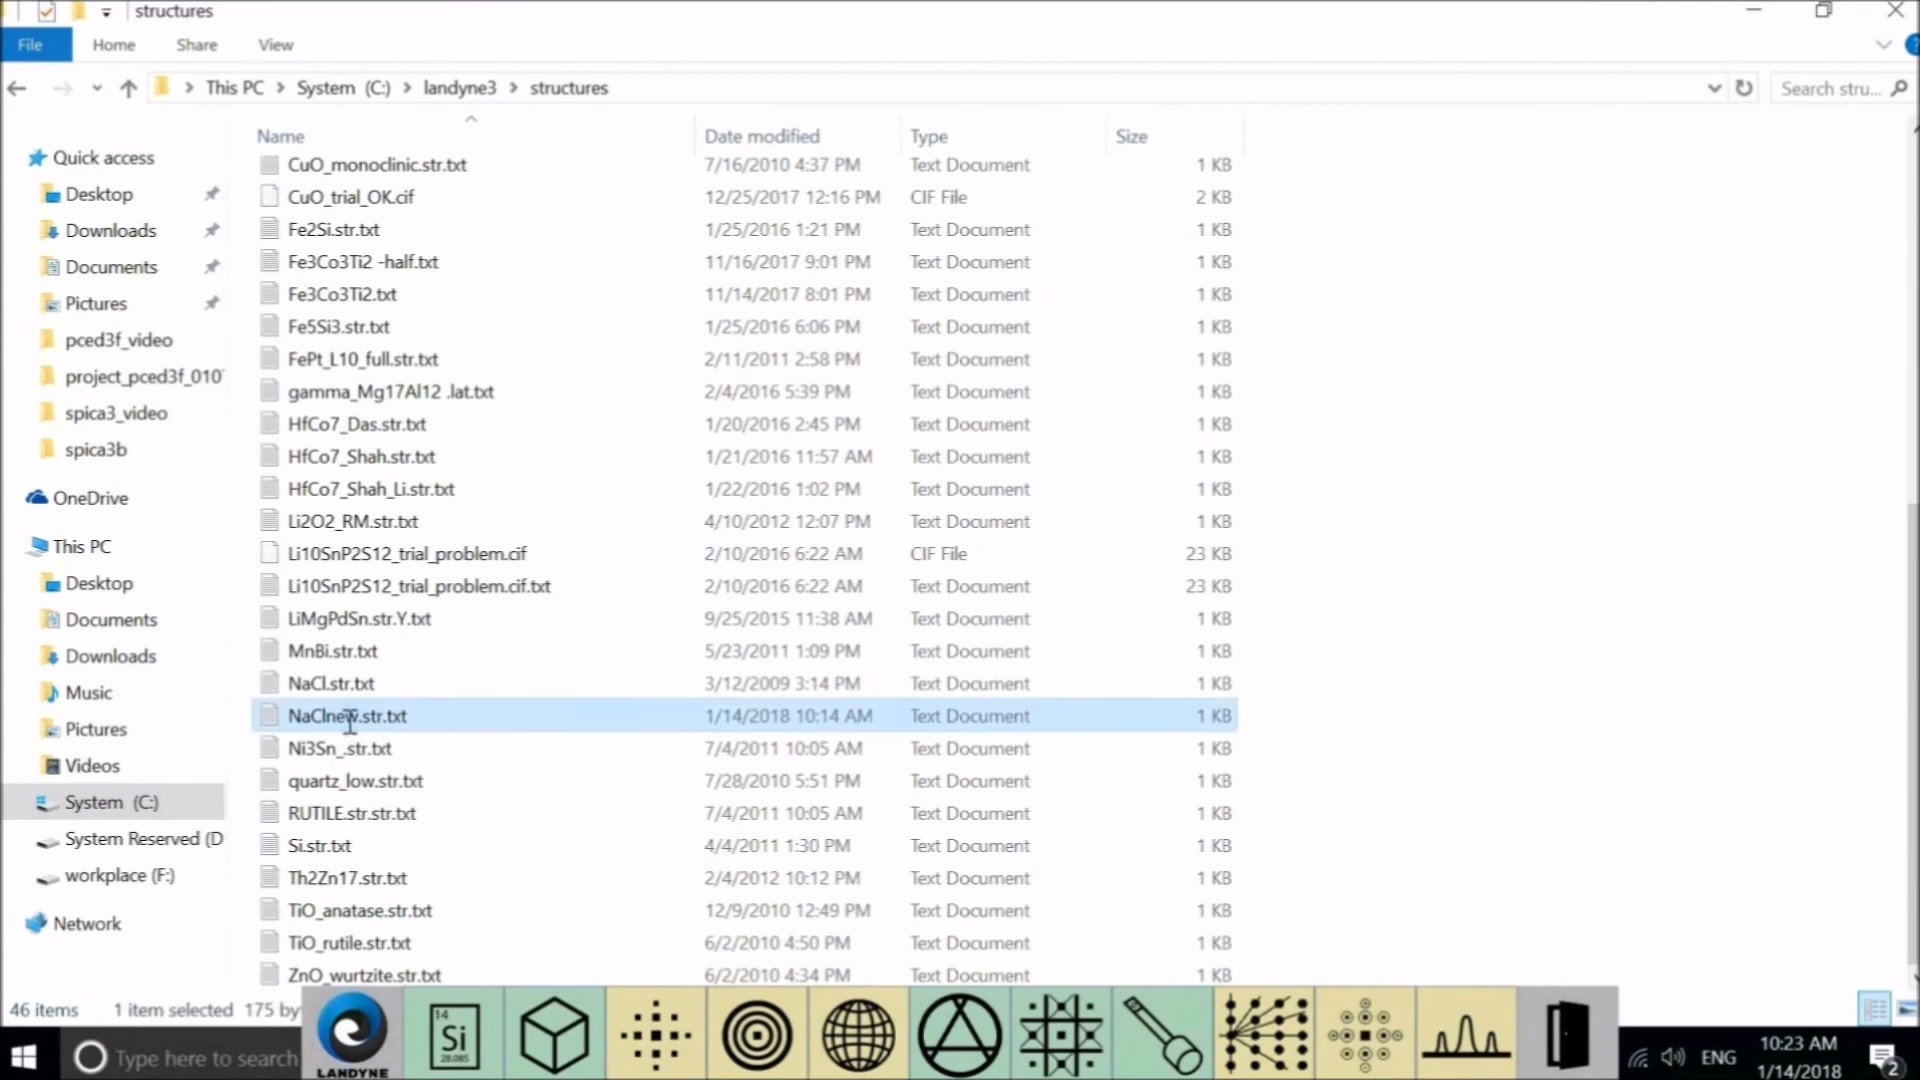 structures
File Home Share View
This PC System (C:) landyne3 structures Search stru...
Name Date modified Type Size
CuO_monoclinic.str.txt 7/16/2010 4:37 PM Text Document 1 KB
CuO_trial_OK.cif 12/25/2017 12:16 PM CIF File 2 KB
Fe2Si.str.txt 1/25/2016 1:21 PM Text Document 1 KB
Fe3Co3Ti2 -half.txt 11/16/2017 9:01 PM Text Document 1 KB
Fe3Co3Ti2.txt 11/14/2017 8:01 PM Text Document 1 KB
Fe5Si3.str.txt 1/25/2016 6:06 PM Text Document 1 KB
FePt_L10_full.str.txt 2/11/2011 2:58 PM Text Document 1 KB
gamma_Mg17Al12 .lat.txt 2/4/2016 5:39 PM Text Document 1 KB
HfCo7_Das.str.txt 1/20/2016 2:45 PM Text Document 1 KB
HfCo7_Shah.str.txt 1/21/2016 11:57 AM Text Document 1 KB
HfCo7_Shah_Li.str.txt 1/22/2016 1:02 PM Text Document 1 KB
Li2O2_RM.str.txt 4/10/2012 12:07 PM Text Document 1 KB
Li10SnP2S12_trial_problem.cif 2/10/2016 6:22 AM CIF File 23 KB
Li10SnP2S12_trial_problem.cif.txt 2/10/2016 6:22 AM Text Document 23 KB
LiMgPdSn.str.Y.txt 9/25/2015 11:38 AM Text Document 1 KB
MnBi.str.txt 5/23/2011 1:09 PM Text Document 1 KB
NaCl.str.txt 3/12/2009 3:14 PM Text Document 1 KB
NaClnew.str.txt 1/14/2018 10:14 AM Text Document 1 KB
Ni3Sn_.str.txt 7/4/2011 10:05 AM Text Document 1 KB
quartz_low.str.txt 7/28/2010 5:51 PM Text Document 1 KB
RUTILE.str.str.txt 7/4/2011 10:05 AM Text Document 1 KB
Si.str.txt 4/4/2011 1:30 PM Text Document 1 KB
Th2Zn17.str.txt 2/4/2012 10:12 PM Text Document 1 KB
TiO_anatase.str.txt 12/9/2010 12:49 PM Text Document 1 KB
TiO_rutile.str.txt 6/2/2010 4:50 PM Text Document 1 KB
ZnO_wurtzite.str.txt 6/2/2010 4:34 PM Text Document 1 KB
Quick access
Desktop
Downloads
Documents
Pictures
pced3f_video
project_pced3f_010
spica3_video
spica3b
OneDrive
This PC
Desktop
Documents
Downloads
Music
Pictures
Videos
System (C:)
System Reserved (D
workplace (F:)
Network
46 items 1 item selected 175 by
Type here to search
LANDYNE
14
Si
28.085
ENG
10:23 AM
1/14/2018
2